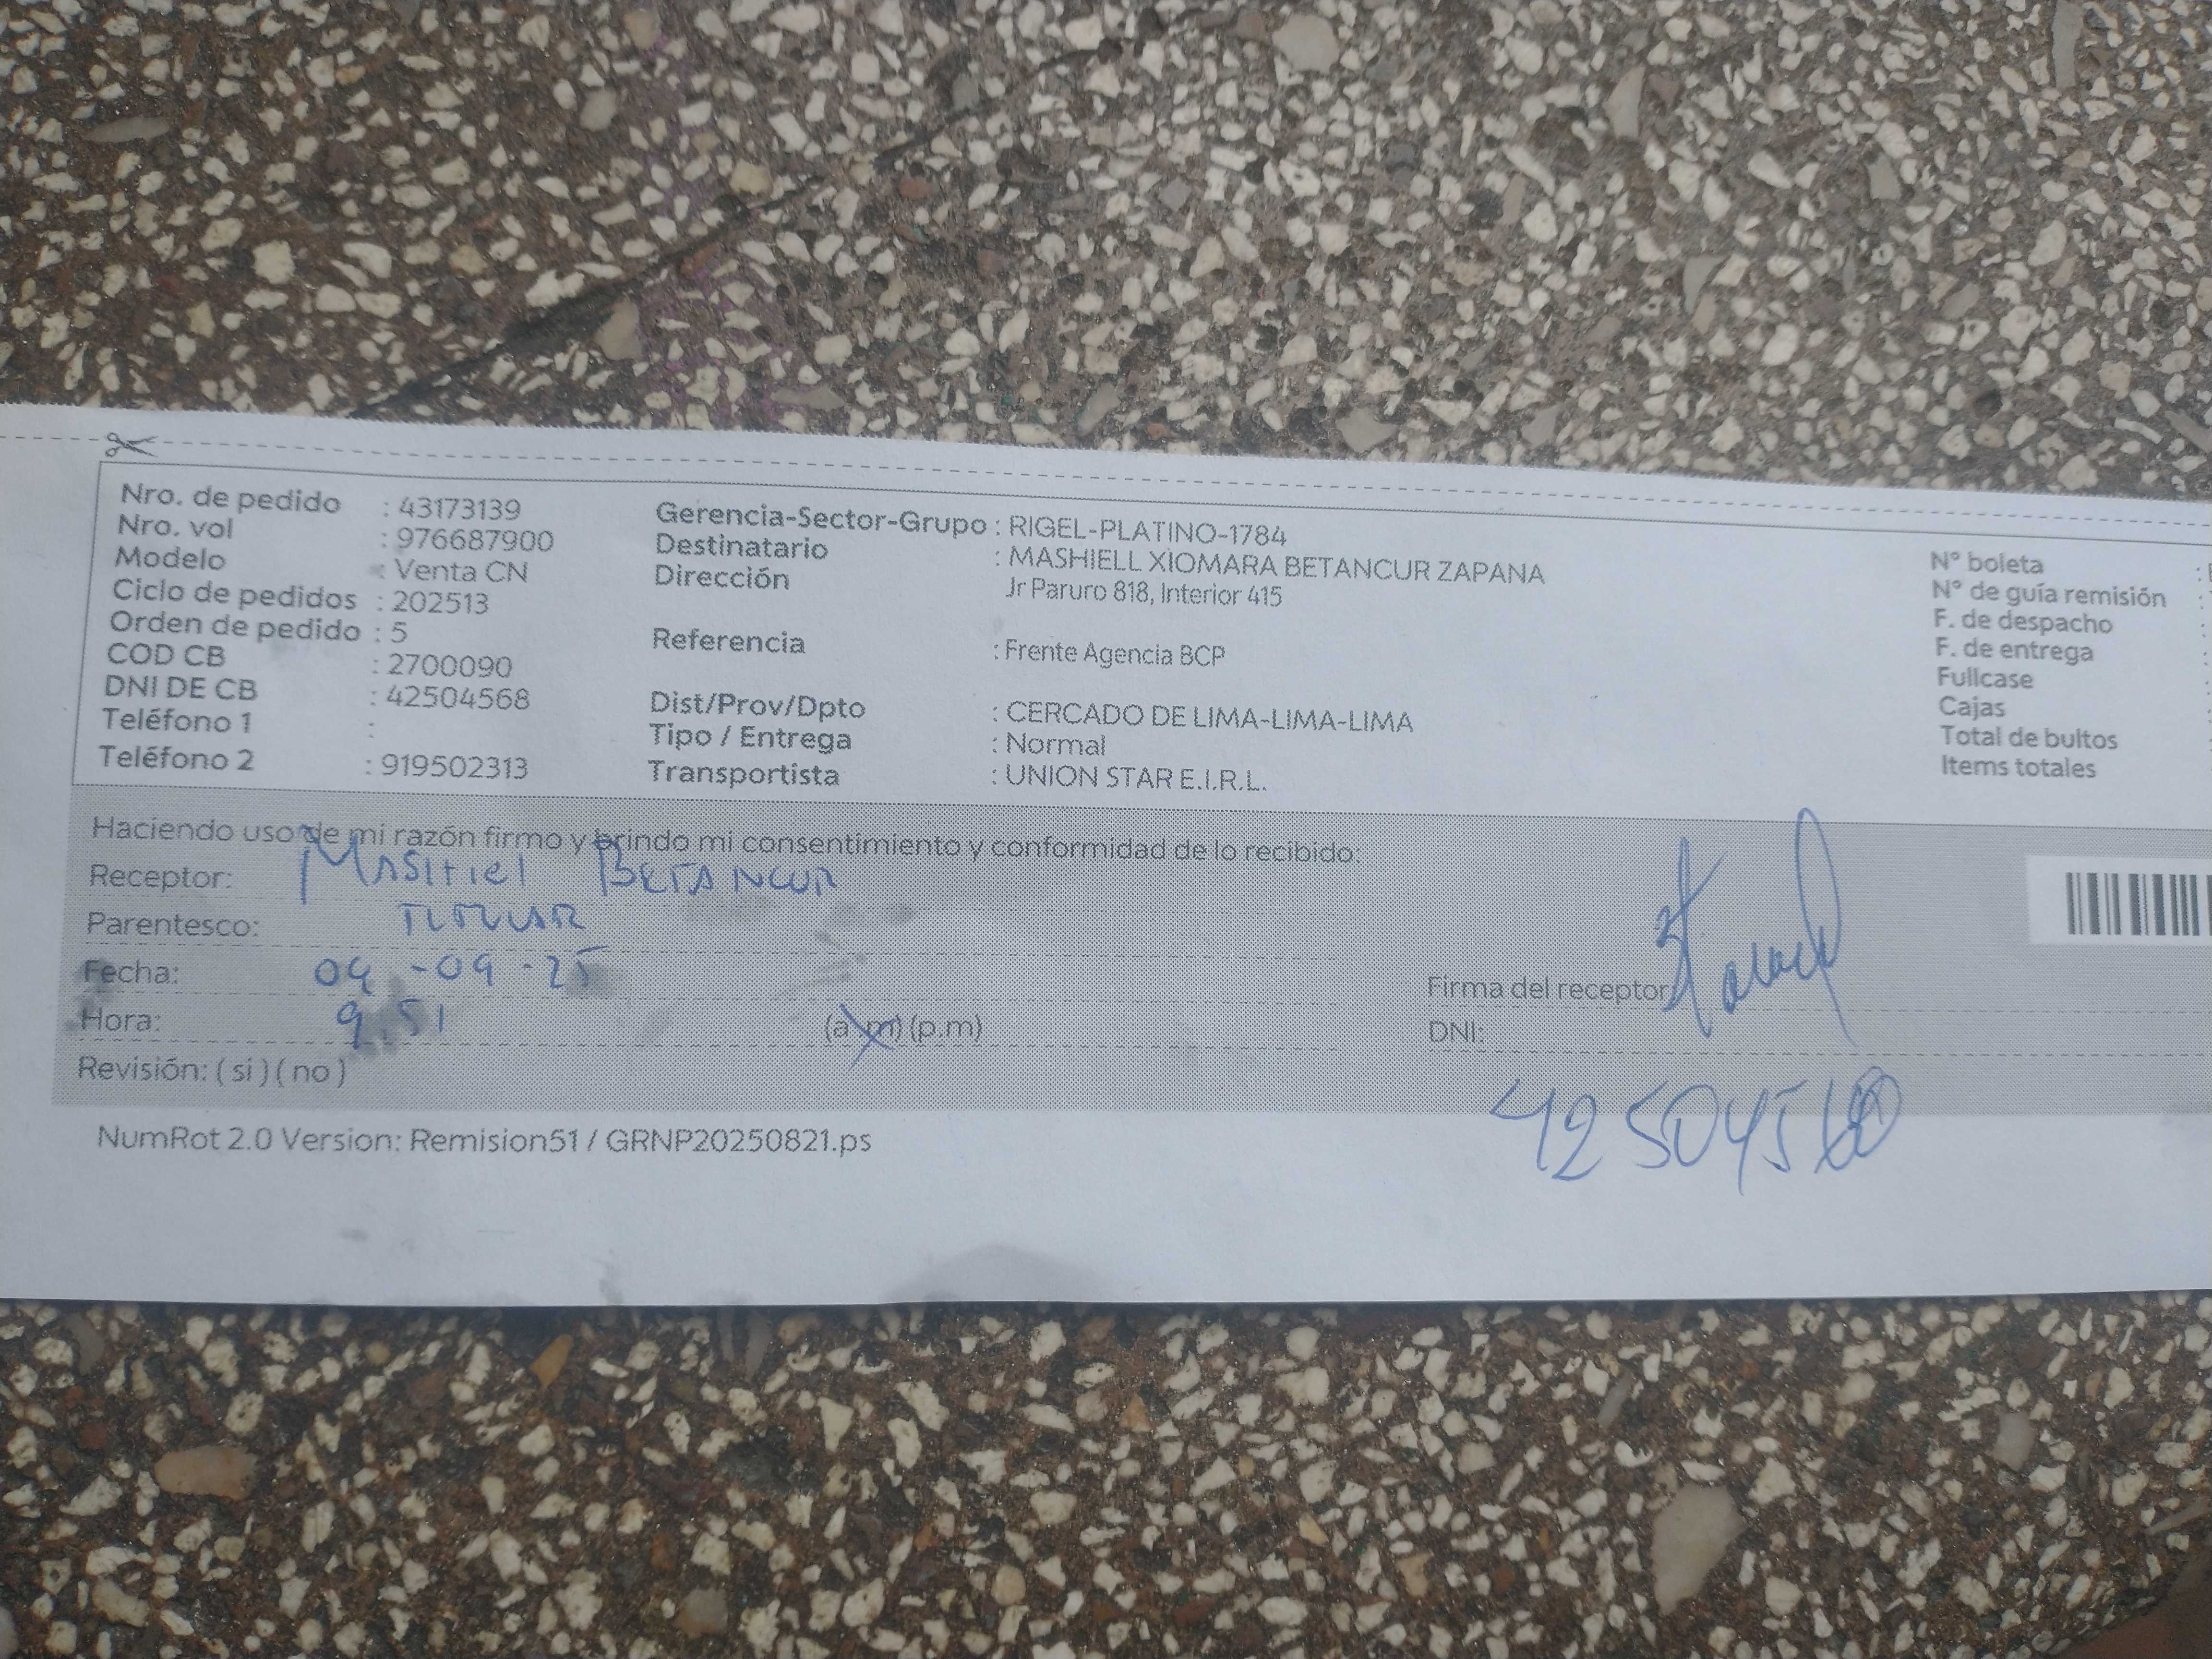 Nro. de pedido : 43173139
Nro. vol : 976687900
Modelo : Venta CN
Ciclo de pedidos : 202513
Orden de pedido : 5
COD CB : 2700090
DNI DE CB : 42504568
Teléfono 1 :
Teléfono 2 : 919502313
Gerencia-Sector-Grupo : RIGEL-PLATINO-1784
Destinatario : MASHIELL XIOMARA BETANCUR ZAPANA
Dirección Jr Paruro 818, Interior 415
Referencia : Frente Agencia BCP
Dist/Prov/Dpto : CERCADO DE LIMA-LIMA-LIMA
Tipo / Entrega : Normal
Transportista : UNION STAR E.I.R.L.
N° boleta :
N° de guía remisión :
F. de despacho :
F. de entrega :
Fullcase :
Cajas :
Total de bultos
Items totales
Haciendo uso de mi razón firmo y brindo mi consentimiento y conformidad de lo recibido:
Receptor: MASHIEL BETANCUR
Parentesco: TITULAR
Fecha: 04 -09 -25
Hora: 9.51 (a.m) (p.m)
Revisión: ( si ) ( no )
Firma del receptor
DNI:
425045
NumRot 2.0 Version: Remision51 / GRNP20250821.ps